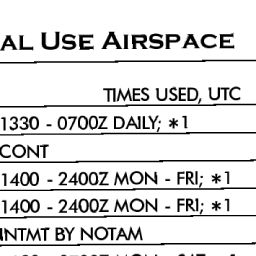 AL USE AIRSPACE
TIMES USED, UTC
1330 - 0700Z DAILY; *1
CONT
1400 - 2400Z MON - FRI; *1
1400 - 2400Z MON - FRI; *1
INTMT BY NOTAM